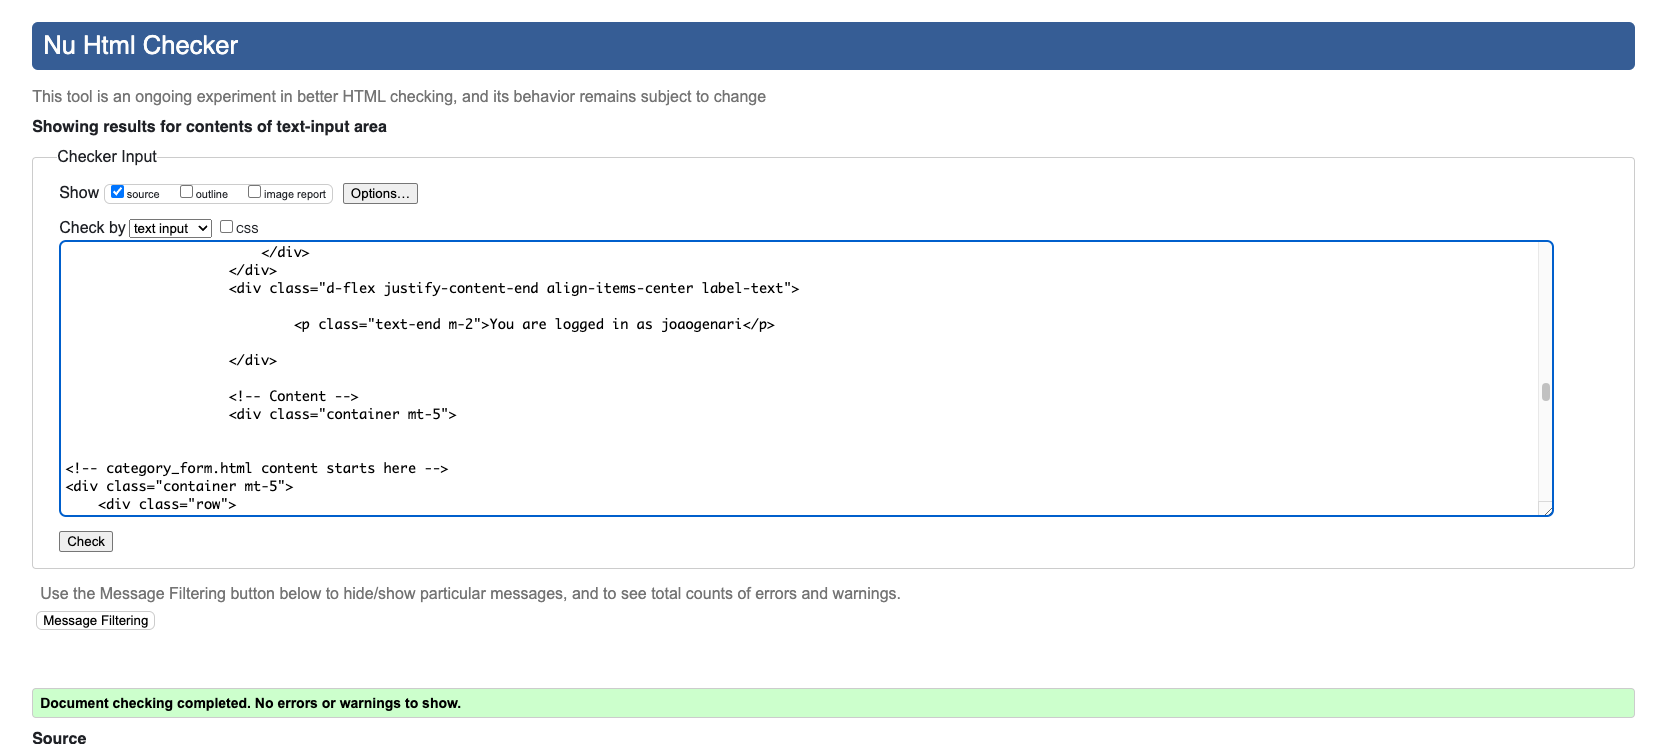 Nu Html Checker
This tool is an ongoing experiment in better HTML checking, and its behavior remains subject to change
Showing results for contents of text-input area
Checker Input
Show source outline image report Options...
Check by text input css
</div>
</div>
<div class="d-flex justify-content-end align-items-center label-text">
<p class="text-end m-2">You are logged in as joaogenari</p>
</div>
<!-- Content -->
<div class="container mt-5">
<!-- category_form.html content starts here -->
<div class="container mt-5">
<div class="row">
Check
Use the Message Filtering button below to hide/show particular messages, and to see total counts of errors and warnings.
Message Filtering
Document checking completed. No errors or warnings to show.
Source